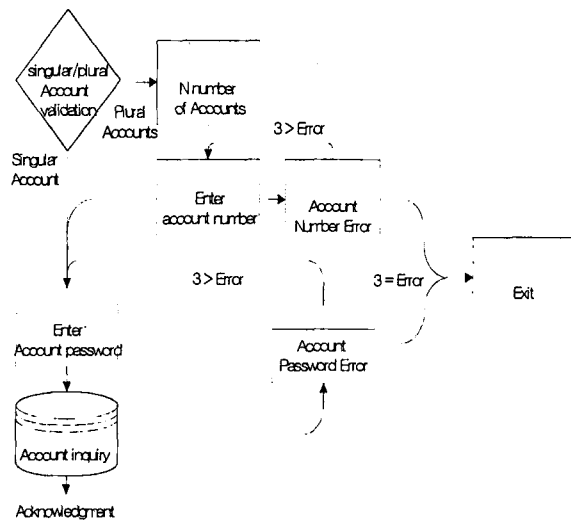 singular/plural
Account
validation
Plural
Accounts
N number
of Accounts
Singular
Account
3 > Error
Enter
account number
Account
Number Error
3 > Error
3 = Error
Exit
Enter
Account password
Account
Password Error
Account inquiry
Acknowledgment